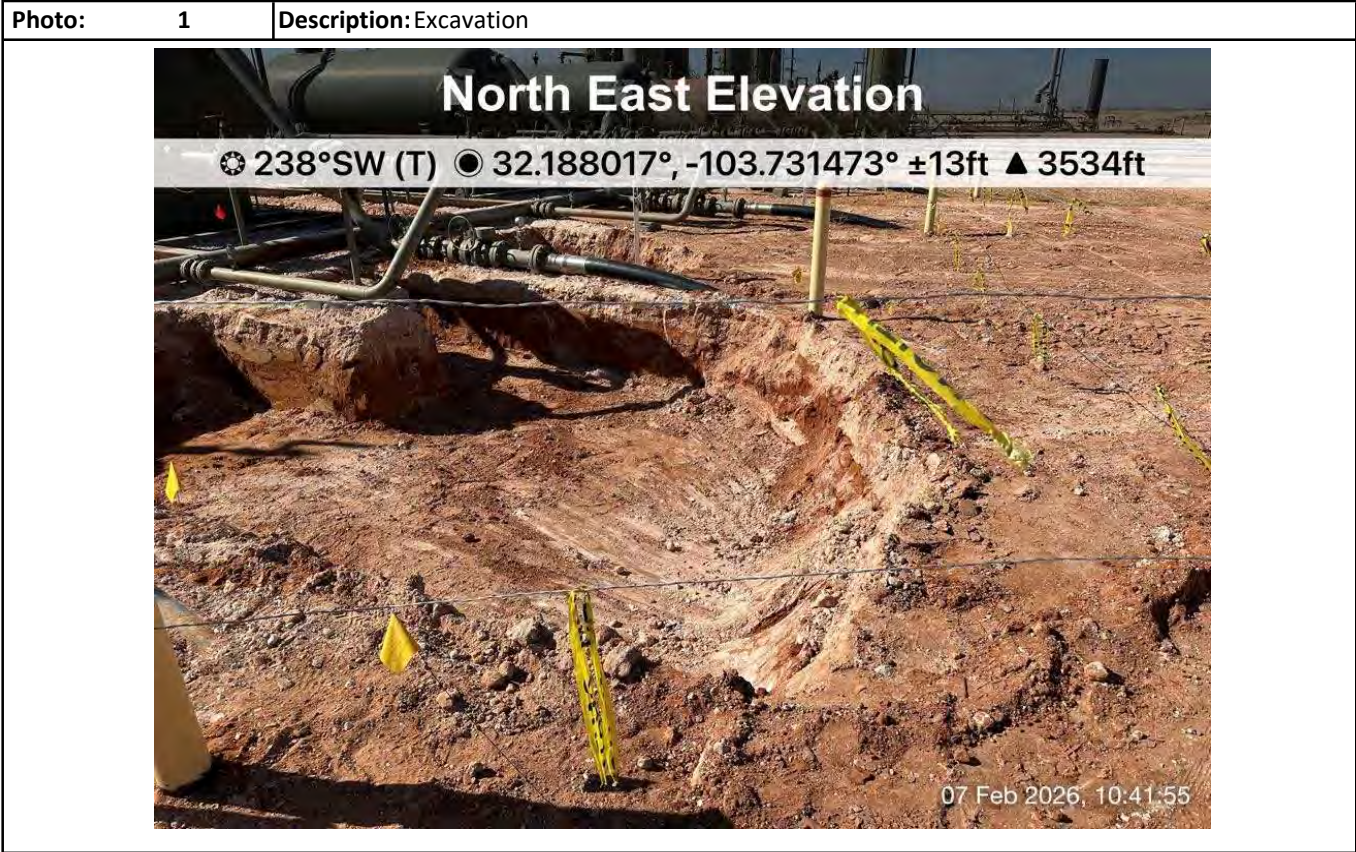 Photo: 1 Description: Excavation
North East Elevation
238°SW (T) 32.188017°, -103.731473° ±13ft ▲ 3534ft
07 Feb 2026, 10:41:55